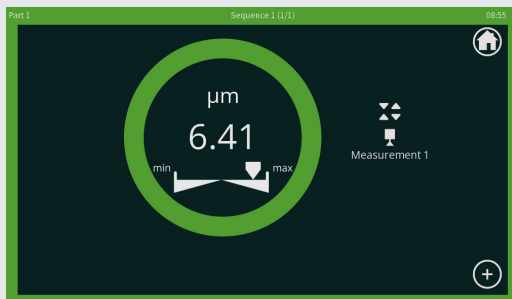 Part 1
Sequence 1 (1/1)
08:55
µm
6.41
min
max
Measurement 1